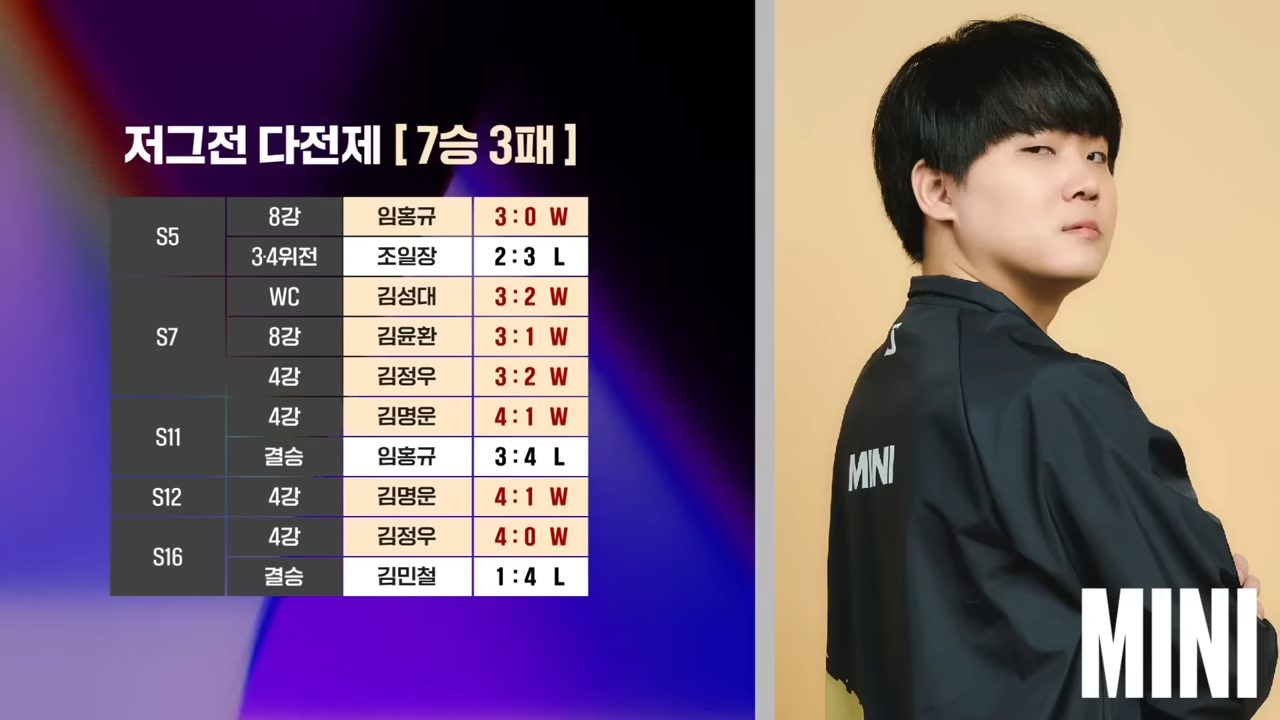 저그전 다전제 [ 7승 3패 ]
S5 8강 임홍규 3 : 0 W
3·4위전 조일장 2 : 3 L
S7 WC 김성대 3 : 2 W
8강 김윤환 3 : 1 W
4강 김정우 3 : 2 W
S11 4강 김명운 4 : 1 W
결승 임홍규 3 : 4 L
S12 4강 김명운 4 : 1 W
S16 4강 김정우 4 : 0 W
결승 김민철 1 : 4 L
MINI
MINI